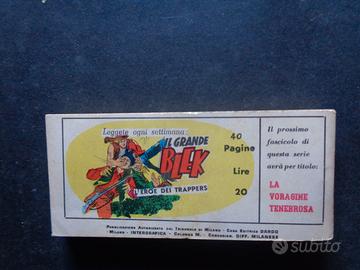 Leggete ogni settimana:
IL GRANDE
BLEK
L'EROE DEI TRAPPERS
40
Pagine
Lire
20
Il prossimo
fascicolo di
questa serie
avrà per titolo:
LA
VORAGINE
TENEBROSA
Pubblicazione Autorizzata dal Tribunale di Milano - Casa Editrice DARDO
- Milano - INTERGRAFICA - Cologno M. - Concession. DIFF. MILANESE
subito